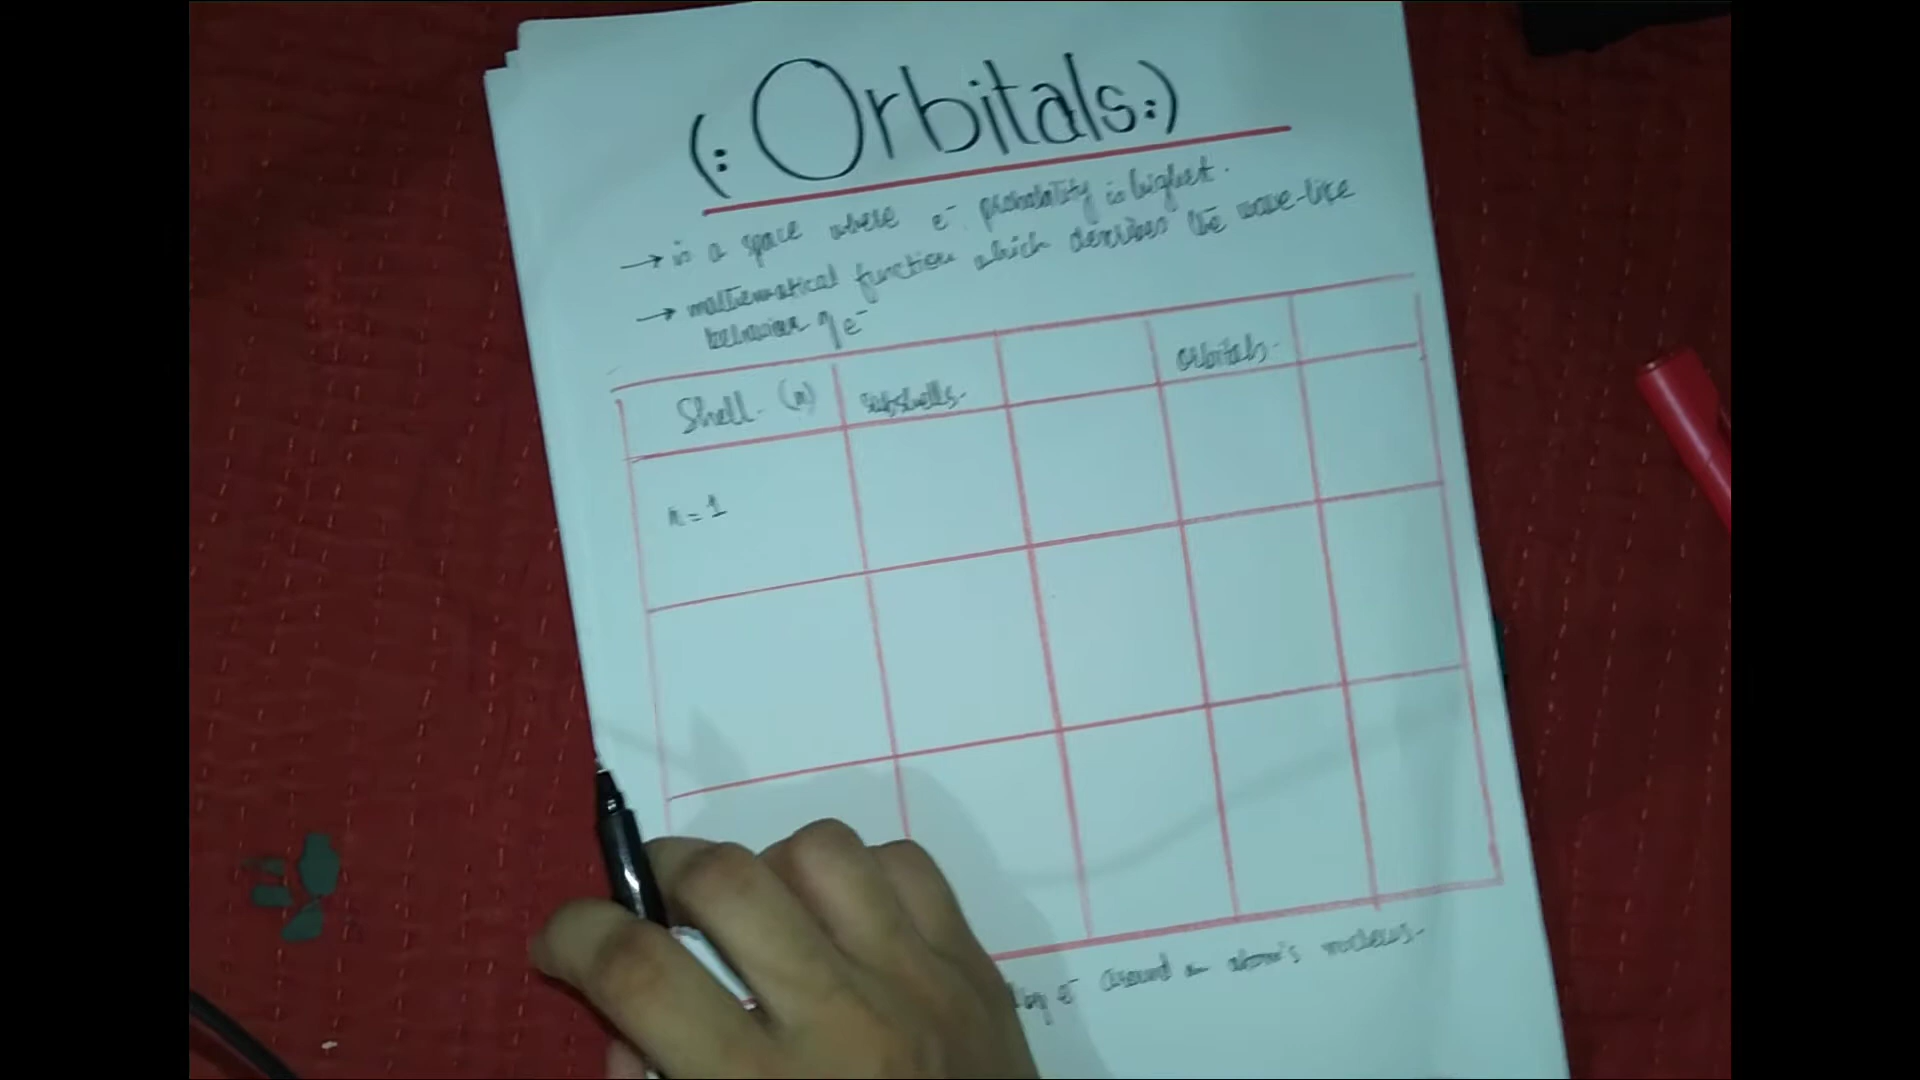 (: Orbitals :)
→ is a space where e⁻ probability is highest.
→ mathematical function which describes the wave-like
behavior of e⁻
Shell. (n) subshells. orbitals.
n = 1
e⁻ around an atom's nucleus.